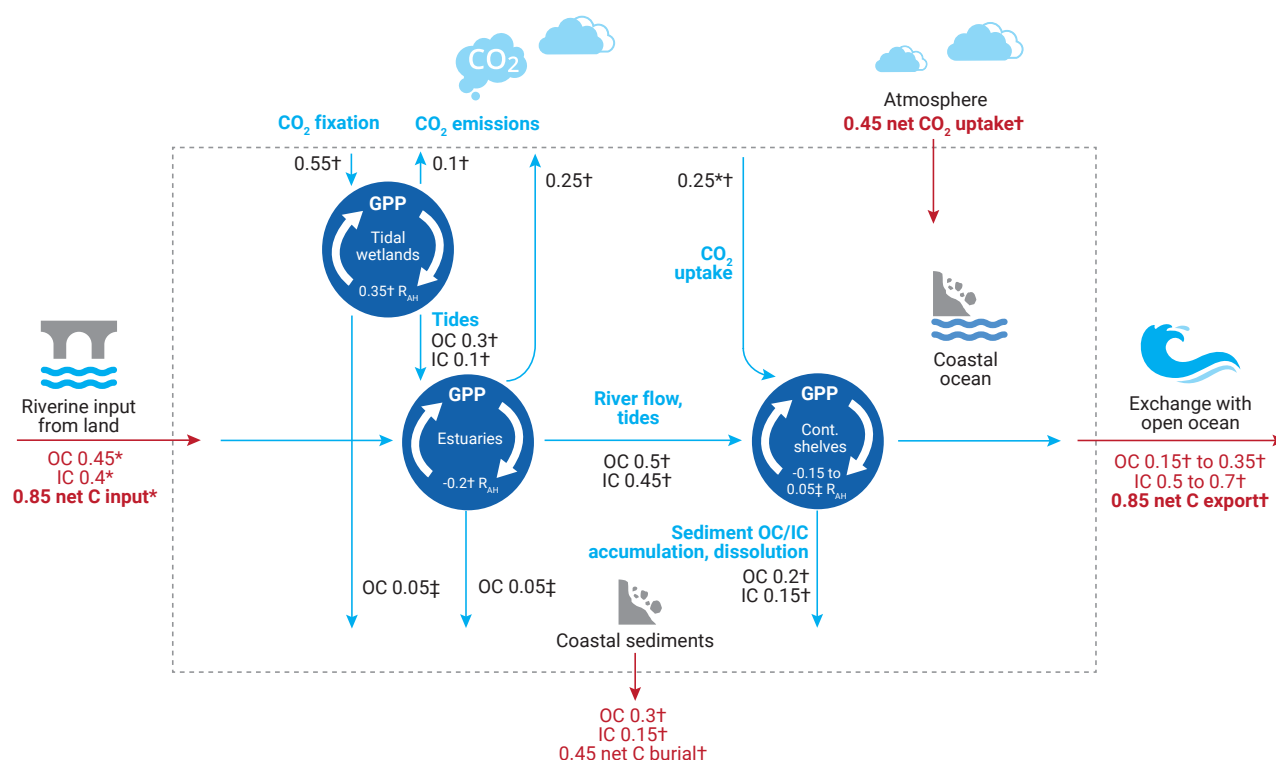 CO₂
Atmosphere
0.45 net CO₂ uptake†
CO₂ fixation
CO₂ emissions
0.55†
0.1†
0.25†
0.25*†
GPP
Tidal
wetlands
0.35† R_AH
CO₂
uptake
Tides
OC 0.3†
IC 0.1†
Coastal
ocean
Riverine input
from land
OC 0.45*
IC 0.4*
0.85 net C input*
GPP
Estuaries
-0.2† R_AH
River flow,
tides
OC 0.5†
IC 0.45†
GPP
Cont.
shelves
-0.15 to
0.05‡ R_AH
Exchange with
open ocean
OC 0.15† to 0.35†
IC 0.5 to 0.7†
0.85 net C export†
Sediment OC/IC
accumulation, dissolution
OC 0.2†
IC 0.15†
OC 0.05‡
OC 0.05‡
Coastal sediments
OC 0.3†
IC 0.15†
0.45 net C burial†